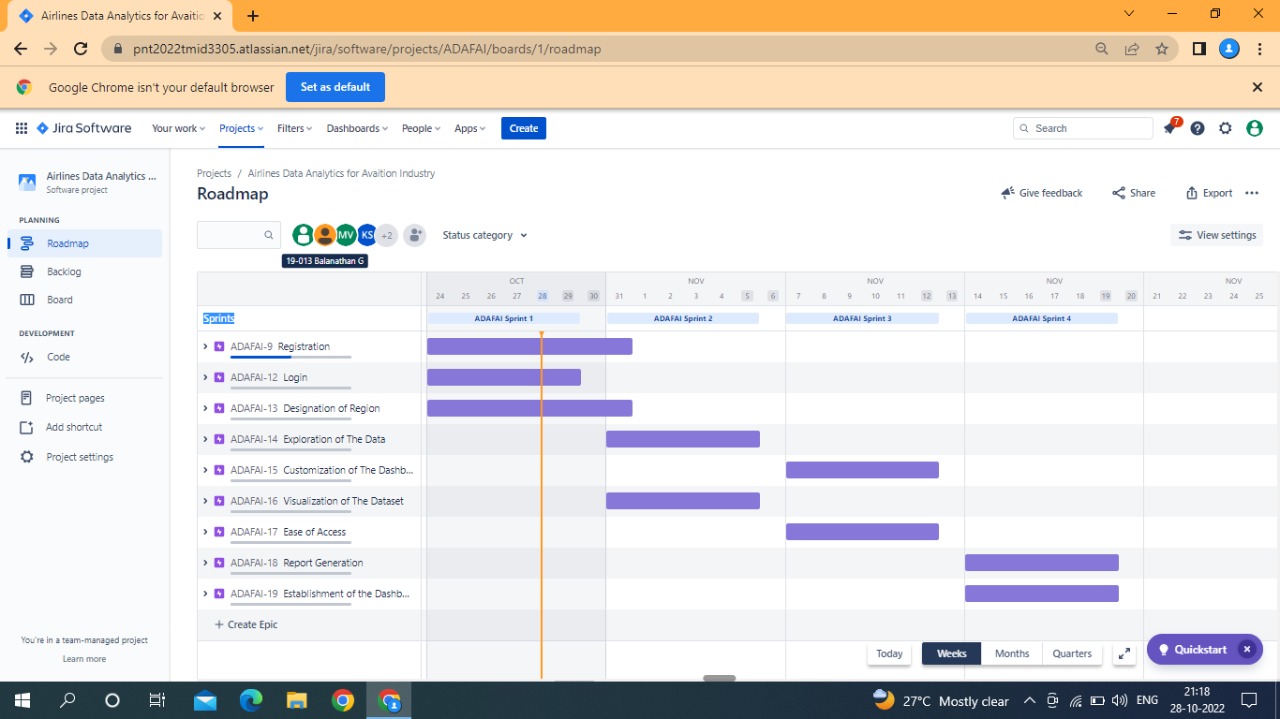 Airlines Data Analytics for Avaitio
pnt2022tmid3305.atlassian.net/jira/software/projects/ADAFAI/boards/1/roadmap
Google Chrome isn't your default browser Set as default
Jira Software Your work Projects Filters Dashboards People Apps Create Search 7
Airlines Data Analytics ...
Software project
PLANNING
Roadmap
Backlog
Board
DEVELOPMENT
Code
Project pages
Add shortcut
Project settings
You're in a team-managed project
Learn more
Projects / Airlines Data Analytics for Avaition Industry
Roadmap
Give feedback Share Export
MV KS +2 Status category View settings
19-013 Balanathan G
OCT NOV NOV NOV NOV
24 25 26 27 28 29 30 31 1 2 3 4 5 6 7 8 9 10 11 12 13 14 15 16 17 18 19 20 21 22 23 24 25
Sprints ADAFAI Sprint 1 ADAFAI Sprint 2 ADAFAI Sprint 3 ADAFAI Sprint 4
ADAFAI-9 Registration
ADAFAI-12 Login
ADAFAI-13 Designation of Region
ADAFAI-14 Exploration of The Data
ADAFAI-15 Customization of The Dashb...
ADAFAI-16 Visualization of The Dataset
ADAFAI-17 Ease of Access
ADAFAI-18 Report Generation
ADAFAI-19 Establishment of the Dashb...
+ Create Epic
Today Weeks Months Quarters Quickstart
27°C Mostly clear ENG 21:18
28-10-2022